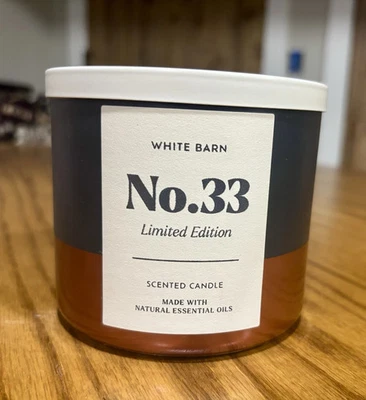 WHITE BARN
No.33
Limited Edition
SCENTED CANDLE
MADE WITH
NATURAL ESSENTIAL OILS